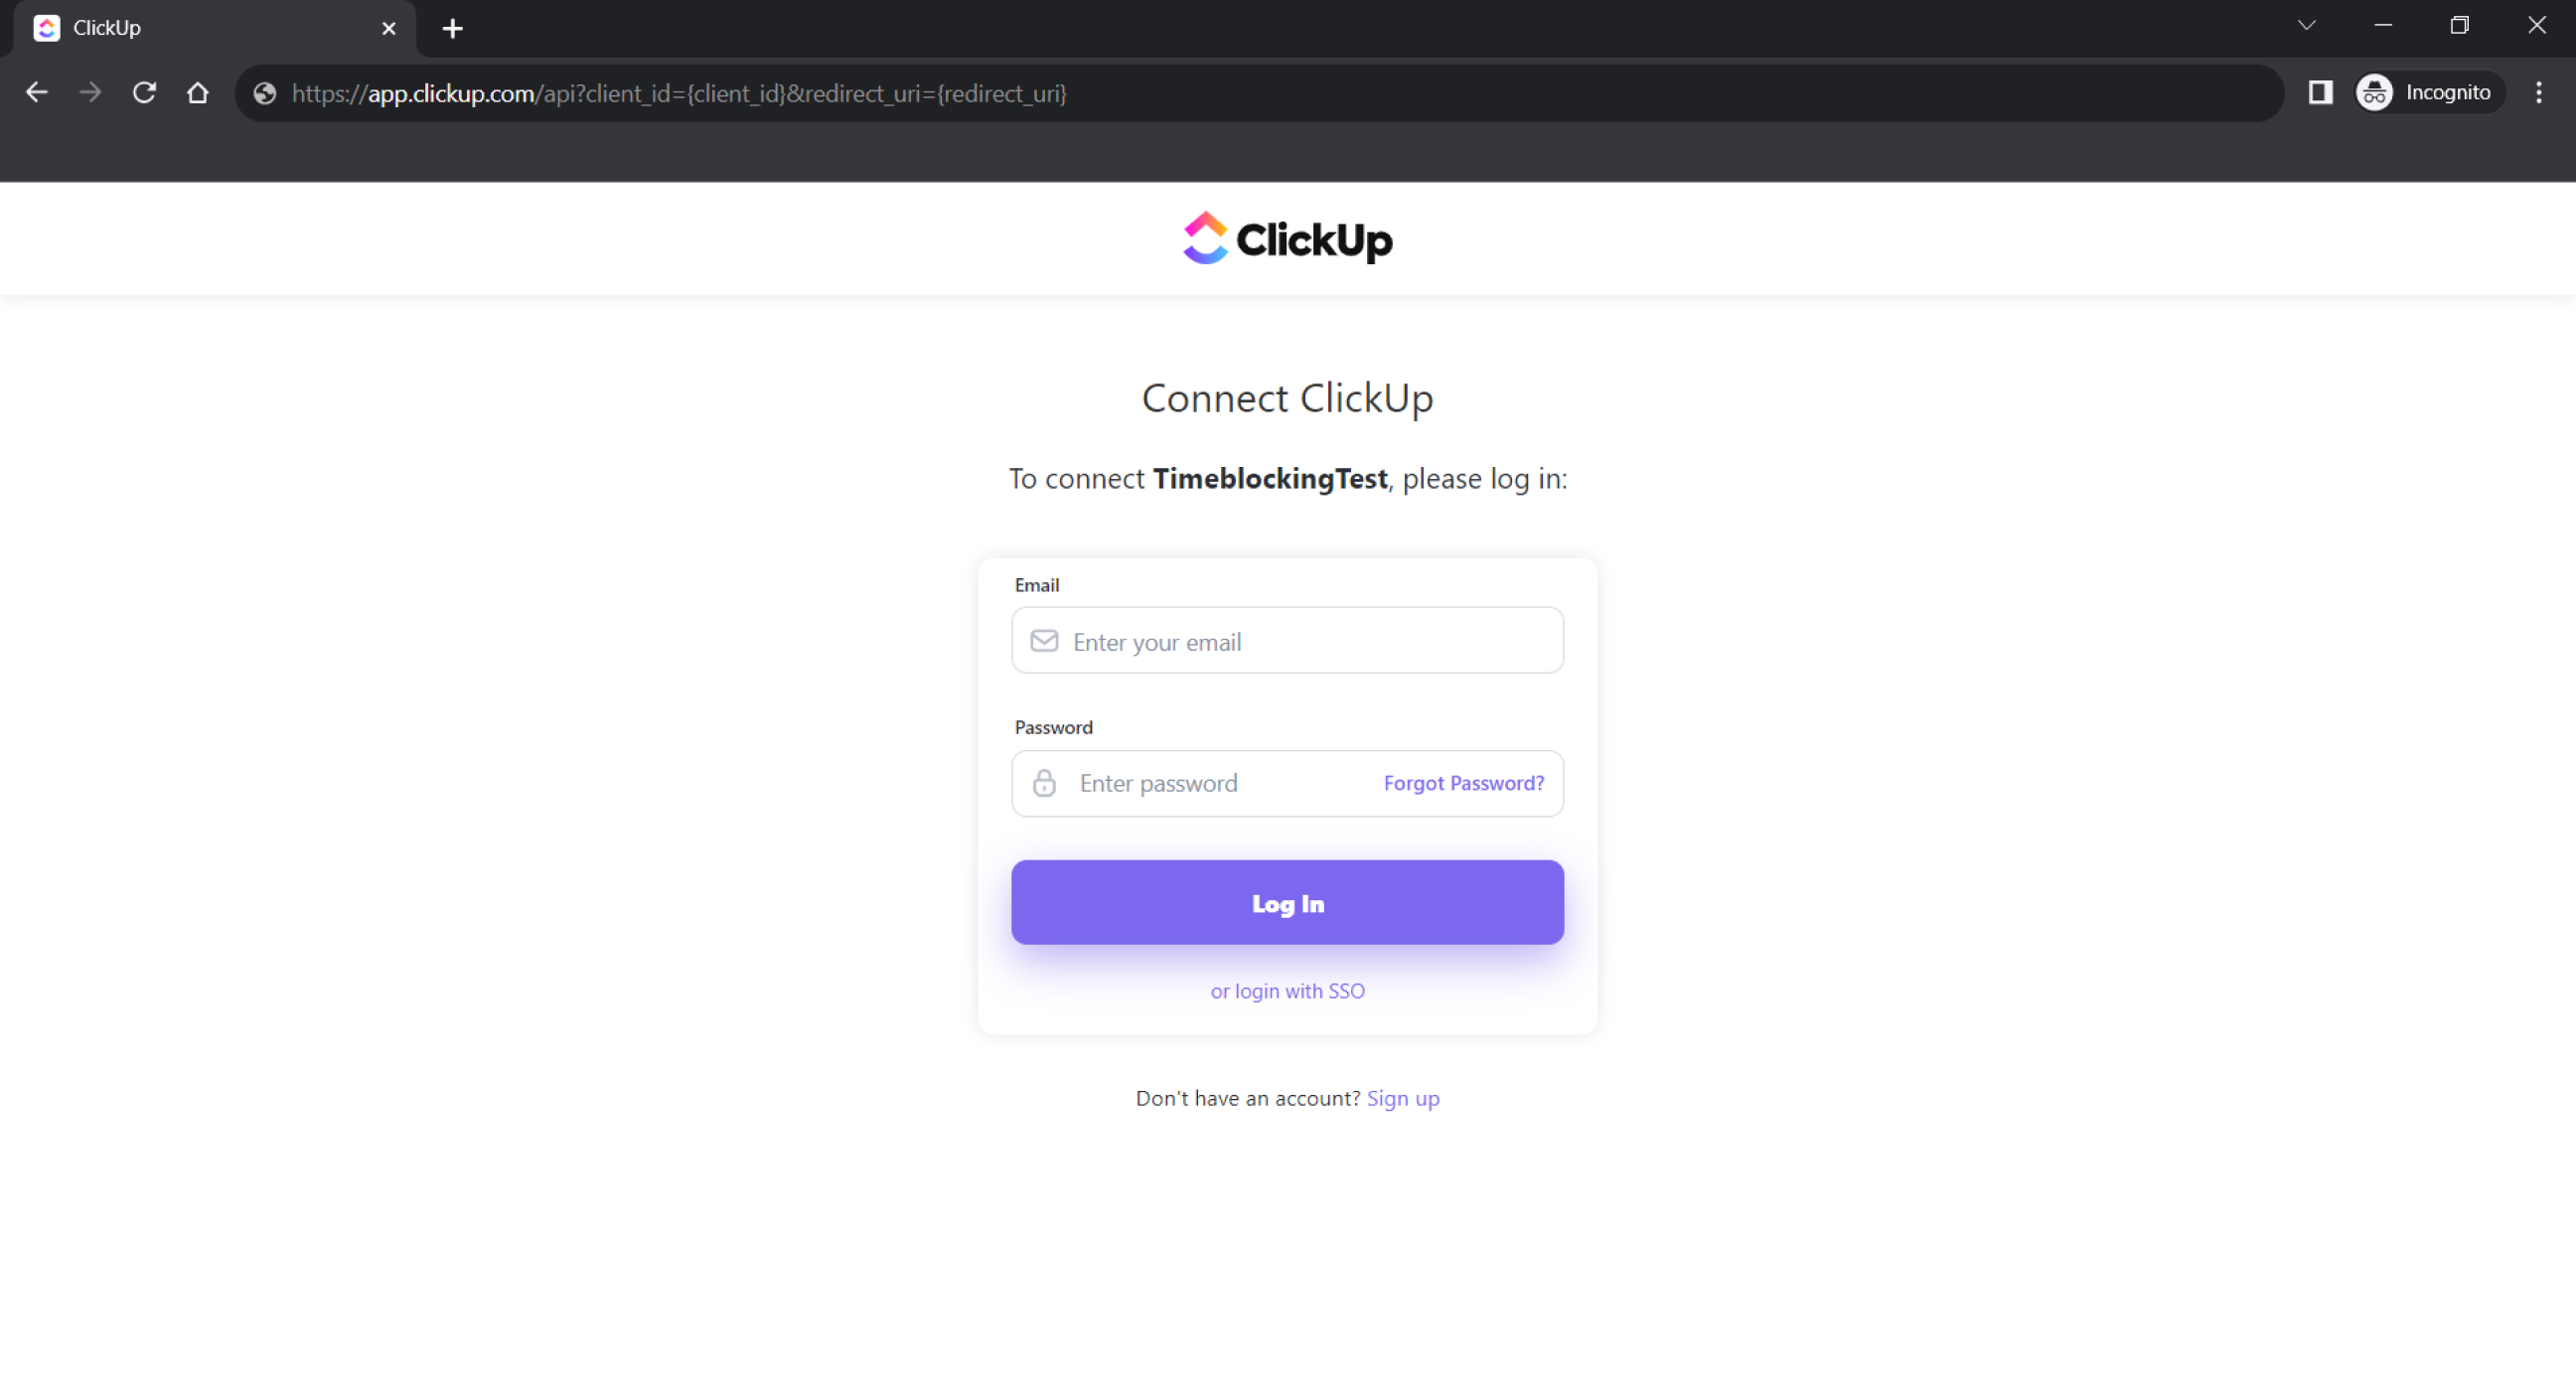 ClickUp
https://app.clickup.com/api?client_id={client_id}&redirect_uri={redirect_uri}
Incognito
ClickUp
Connect ClickUp
To connect TimeblockingTest, please log in:
Email
Enter your email
Password
Enter password
Forgot Password?
Log In
or login with SSO
Don't have an account? Sign up